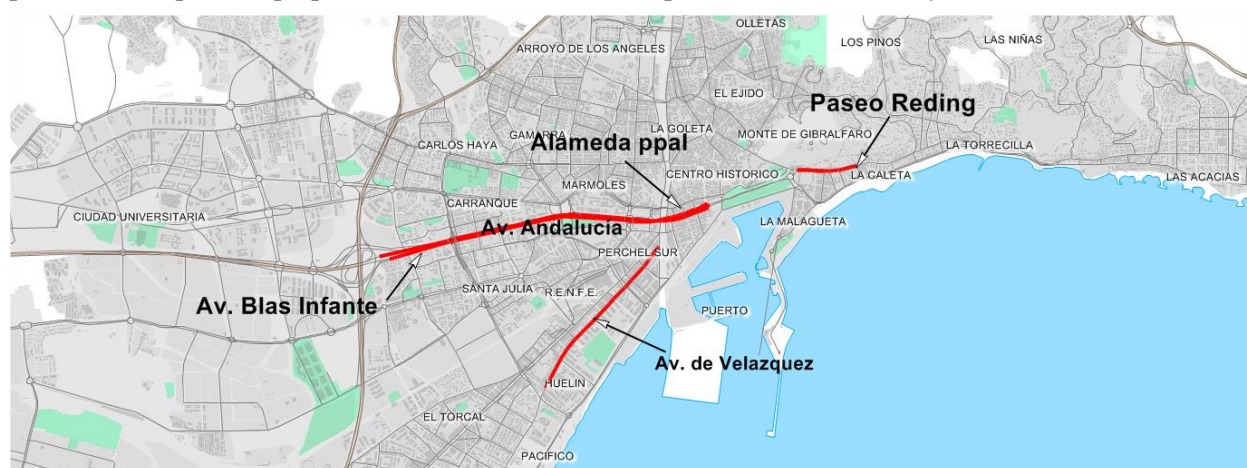 OLLETAS
LOS PINOS
LAS NIÑAS
ARROYO DE LOS ANGELES
EL EJIDO
Paseo Reding
GAMARRA
LA GOLETA
MONTE DE GIBRALFARO
CARLOS HAYA
Alameda ppal
LA TORRECILLA
CENTRO HISTORICO
LA CALETA
LAS ACACIAS
MARMOLES
CARRANQUE
CIUDAD UNIVERSITARIA
Av. Andalucía
LA MALAGUETA
PERCHEL SUR
SANTA JULIA
R.E.N.F.E.
Av. Blas Infante
PUERTO
Av. de Velazquez
HUELIN
EL TORCAL
PACIFICO